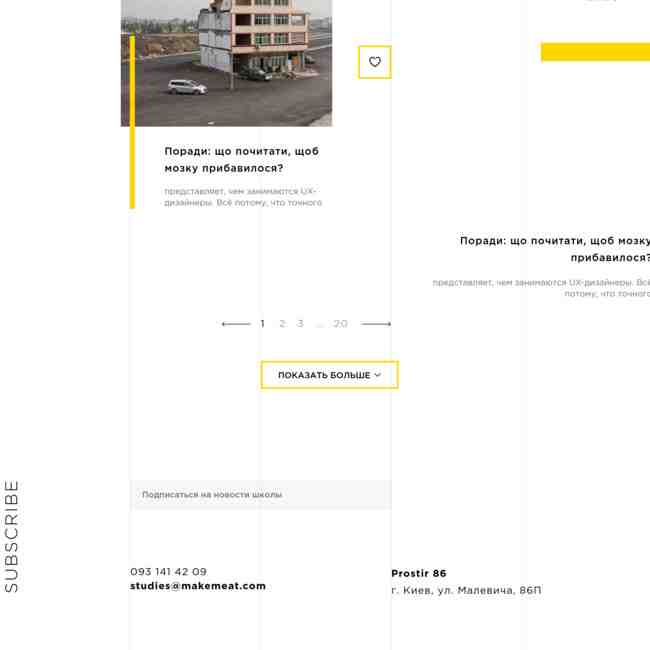 Поради: що почитати, щоб
мозку прибавилося?
представляет, чем занимаются UX-
дизайнеры. Всё потому, что точного
Поради: що почитати, щоб мозку
прибавилося?
представляет, чем занимаются UX-дизайнеры. Всё
потому, что точного
1 2 3 ... 20
ПОКАЗАТЬ БОЛЬШЕ
Подписаться на новости школы
SUBSCRIBE
093 141 42 09
studies@makemeat.com
Prostir 86
г. Киев, ул. Малевича, 86П